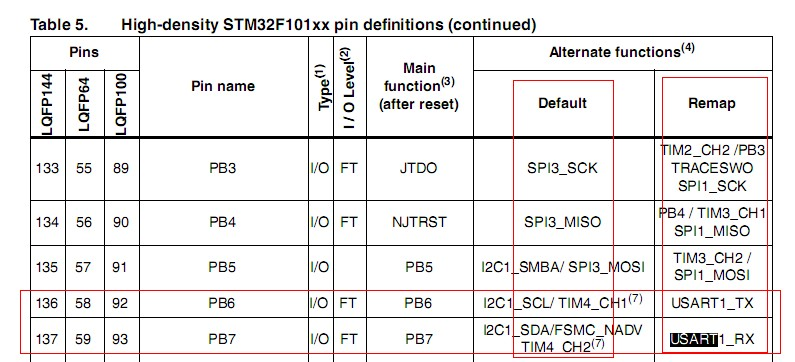 Table 5. High-density STM32F101xx pin definitions (continued)
Pins
Alternate functions(4)
LQFP144 LQFP64 LQFP100 Pin name Type(1) I / O Level(2) Main function(3) (after reset) Default Remap
133 55 89 PB3 I/O FT JTDO SPI3_SCK TIM2_CH2 /PB3 TRACESWO SPI1_SCK
134 56 90 PB4 I/O FT NJTRST SPI3_MISO PB4 / TIM3_CH1 SPI1_MISO
135 57 91 PB5 I/O PB5 I2C1_SMBA/ SPI3_MOSI TIM3_CH2 / SPI1_MOSI
136 58 92 PB6 I/O FT PB6 I2C1_SCL/ TIM4_CH1(7) USART1_TX
137 59 93 PB7 I/O FT PB7 I2C1_SDA/FSMC_NADV TIM4_CH2(7) USART1_RX